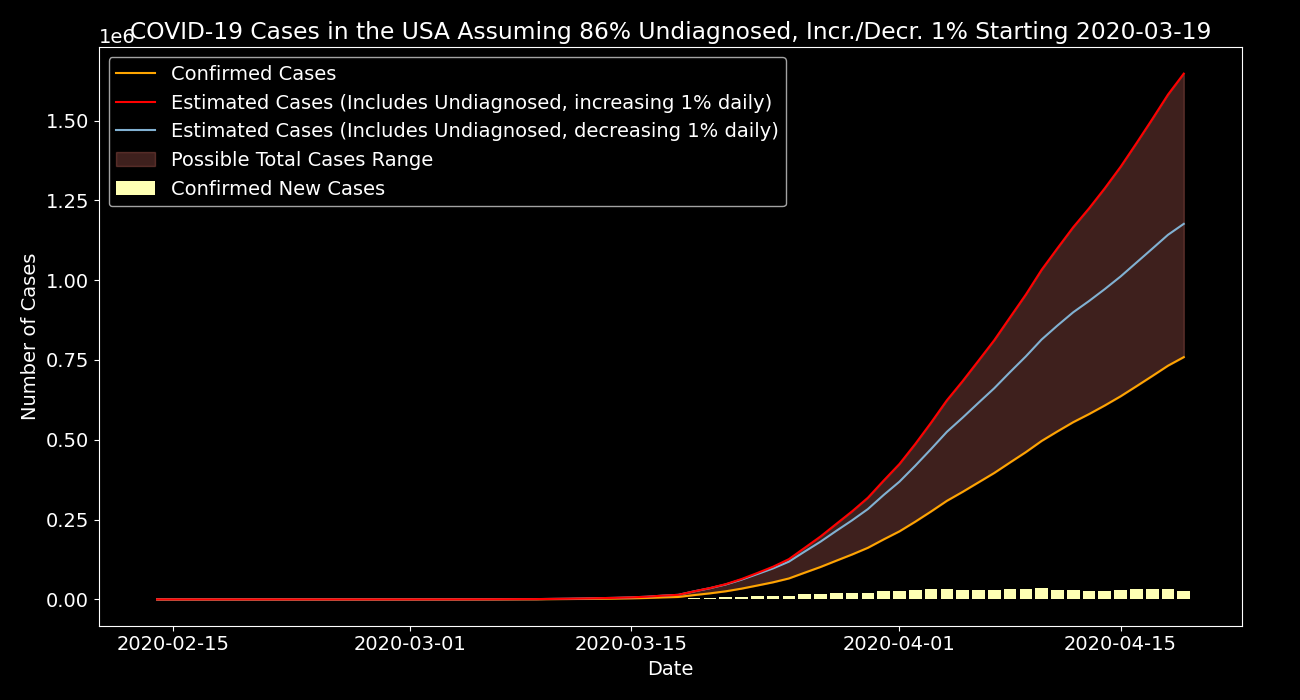 1e6
COVID-19 Cases in the USA Assuming 86% Undiagnosed, Incr./Decr. 1% Starting 2020-03-19
Confirmed Cases
Estimated Cases (Includes Undiagnosed, increasing 1% daily)
Estimated Cases (Includes Undiagnosed, decreasing 1% daily)
Possible Total Cases Range
Confirmed New Cases
Number of Cases
1.50
1.25
1.00
0.75
0.50
0.25
0.00
2020-02-15
2020-03-01
2020-03-15
2020-04-01
2020-04-15
Date